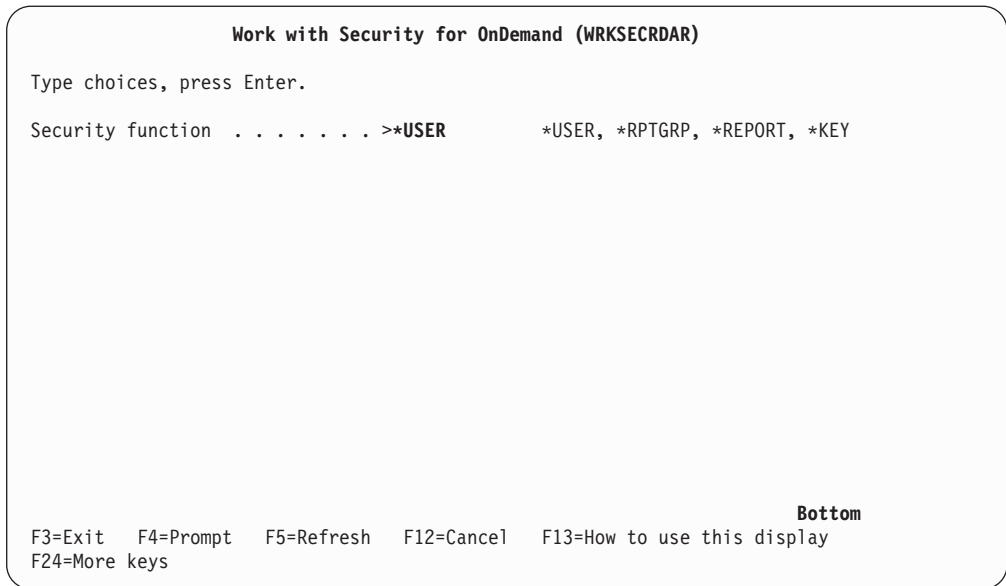 Work with Security for OnDemand (WRKSECRDAR)
Type choices, press Enter.
Security function . . . . . . . >*USER *USER, *RPTGRP, *REPORT, *KEY
Bottom
F3=Exit F4=Prompt F5=Refresh F12=Cancel F13=How to use this display
F24=More keys